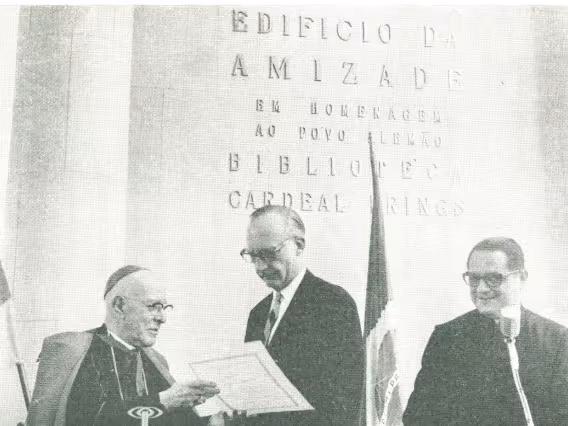 EDIFICIO DA
AMIZADE
EM HOMENAGEM
AO POVO ALEMÃO
BIBLIOTECA
CARDEAL FRINGS